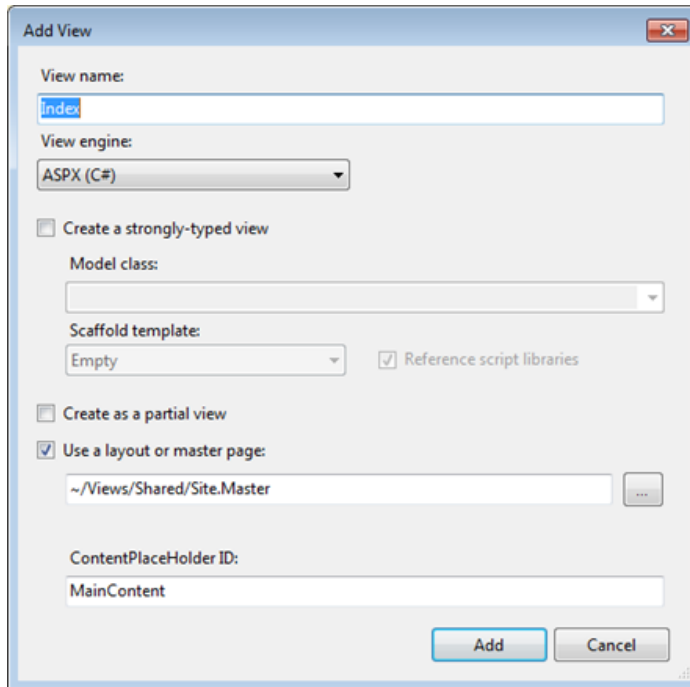 Add View
View name:
Index
View engine:
ASPX (C#)
Create a strongly-typed view
Model class:
Scaffold template:
Empty
Reference script libraries
Create as a partial view
Use a layout or master page:
~/Views/Shared/Site.Master
...
ContentPlaceHolder ID:
MainContent
Add
Cancel